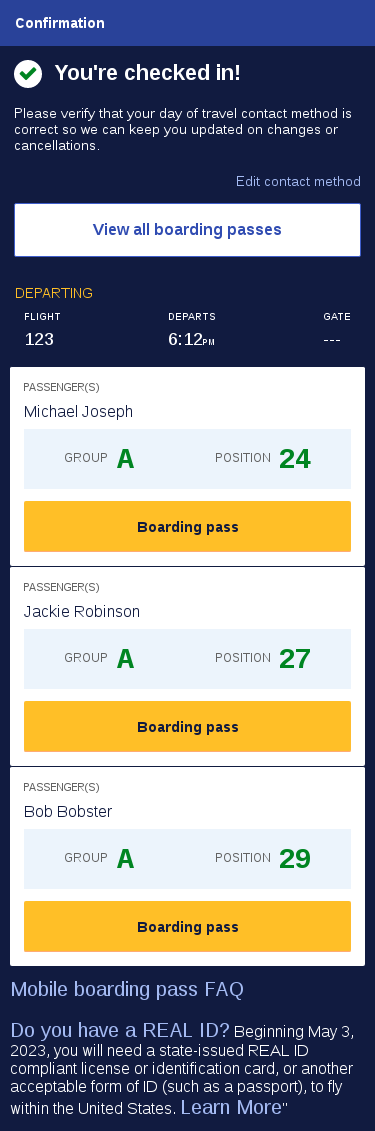 Confirmation
You're checked in!
Please verify that your day of travel contact method is
correct so we can keep you updated on changes or
cancellations.
Edit contact method
View all boarding passes
DEPARTING
FLIGHT DEPARTS GATE
123 6:12PM ---
PASSENGER(S)
Michael Joseph
GROUP A POSITION 24
Boarding pass
PASSENGER(S)
Jackie Robinson
GROUP A POSITION 27
Boarding pass
PASSENGER(S)
Bob Bobster
GROUP A POSITION 29
Boarding pass
Mobile boarding pass FAQ
Do you have a REAL ID? Beginning May 3,
2023, you will need a state-issued REAL ID
compliant license or identification card, or another
acceptable form of ID (such as a passport), to fly
within the United States. Learn More"